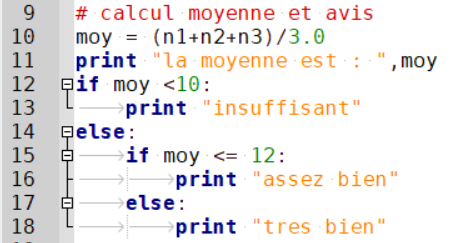 9 # calcul moyenne et avis
10 moy = (n1+n2+n3)/3.0
11 print "la moyenne est : ",moy
12 if moy <10:
13 print "insuffisant"
14 else:
15 if moy <= 12:
16 print "assez bien"
17 else:
18 print "tres bien"